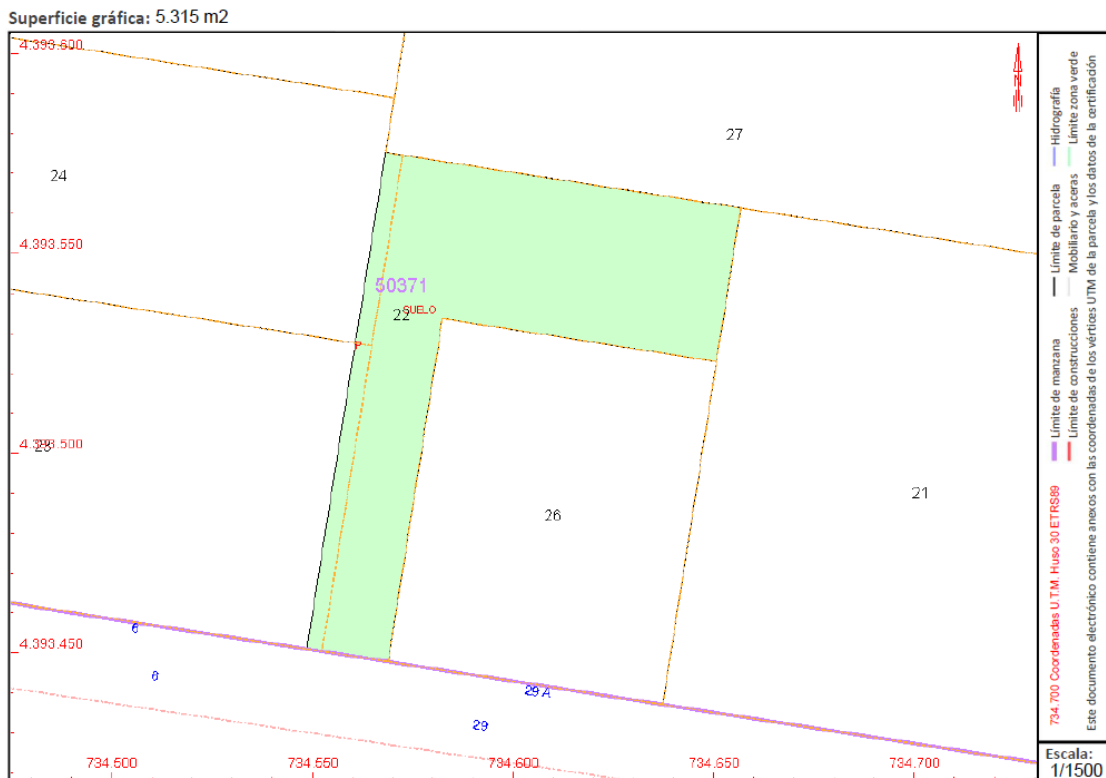 Superficie gráfica: 5.315 m2
4.393.600
N
27
24
4.393.550
50371
SUELO
22
P
4.393.500
21
26
4.393.450
6
6
29 A
29
734.500
734.550
734.600
734.650
734.700
Hidrografía
Límite zona verde
Límite de parcela
Mobiliario y aceras
Límite de manzana
Límite de construcciones
734.700 Coordenadas U.T.M. Huso 30 ETRS89
Este documento electrónico contiene anexos con las coordenadas de los vértices UTM de la parcela y los datos de la certificación
Escala:
1/1500